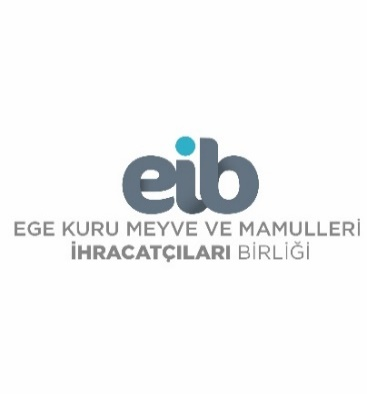 eib
EGE KURU MEYVE VE MAMULLERİ
İHRACATÇILARI BİRLİĞİ